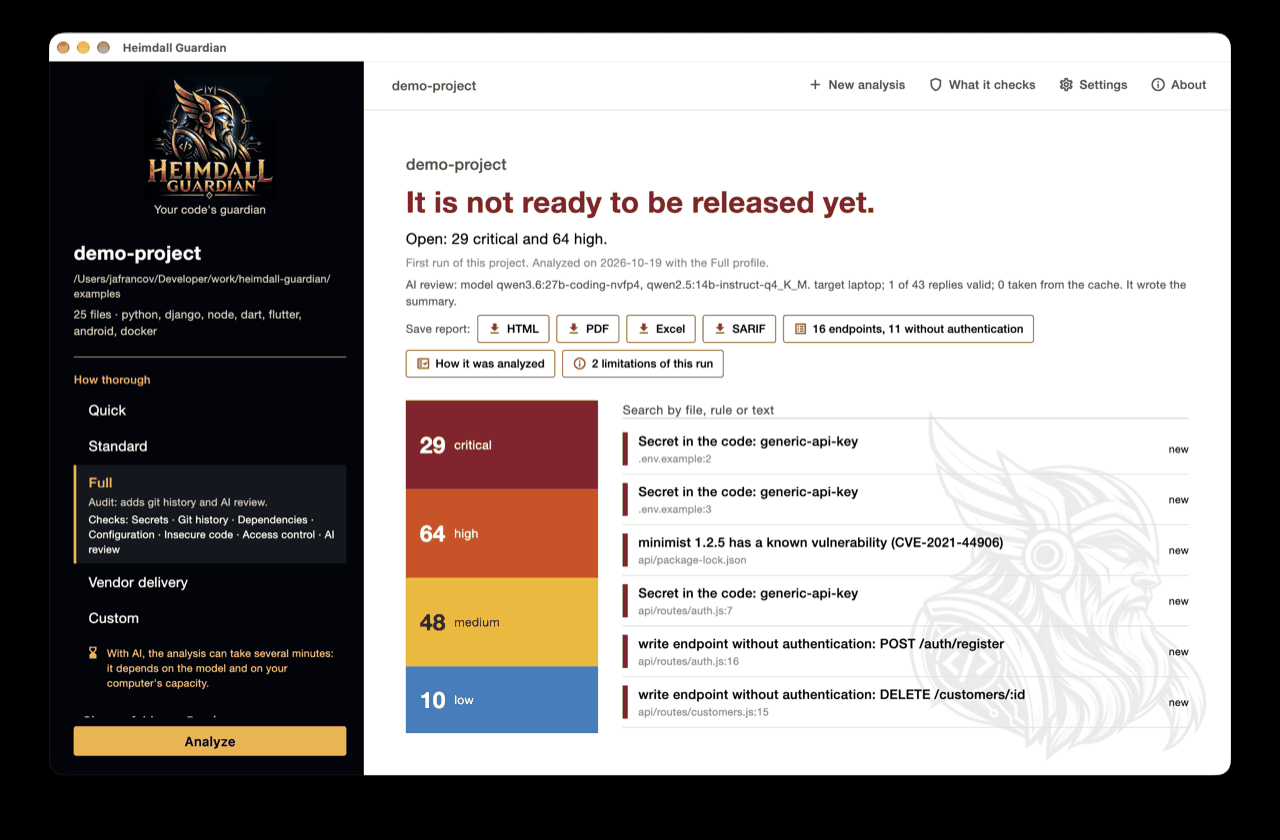 Heimdall Guardian
HEIMDALL
GUARDIAN
Your code's guardian
demo-project
/Users/jafrancov/Developer/work/heimdall-guardian/
examples
25 files · python, django, node, dart, flutter,
android, docker
How thorough
Quick
Standard
Full
Audit: adds git history and AI review.
Checks: Secrets · Git history · Dependencies ·
Configuration · Insecure code · Access control · AI
review
Vendor delivery
Custom
With AI, the analysis can take several minutes:
it depends on the model and on your
computer's capacity.
Analyze
demo-project
New analysis
What it checks
Settings
About
demo-project
It is not ready to be released yet.
Open: 29 critical and 64 high.
First run of this project. Analyzed on 2026-10-19 with the Full profile.
AI review: model qwen3.6:27b-coding-nvfp4, qwen2.5:14b-instruct-q4_K_M. target laptop; 1 of 43 replies valid; 0 taken from the cache. It wrote the
summary.
Save report:
HTML
PDF
Excel
SARIF
16 endpoints, 11 without authentication
How it was analyzed
2 limitations of this run
29 critical
64 high
48 medium
10 low
Search by file, rule or text
Secret in the code: generic-api-key
.env.example:2
new
Secret in the code: generic-api-key
.env.example:3
new
minimist 1.2.5 has a known vulnerability (CVE-2021-44906)
api/package-lock.json
new
Secret in the code: generic-api-key
api/routes/auth.js:7
new
write endpoint without authentication: POST /auth/register
api/routes/auth.js:16
new
write endpoint without authentication: DELETE /customers/:id
api/routes/customers.js:15
new